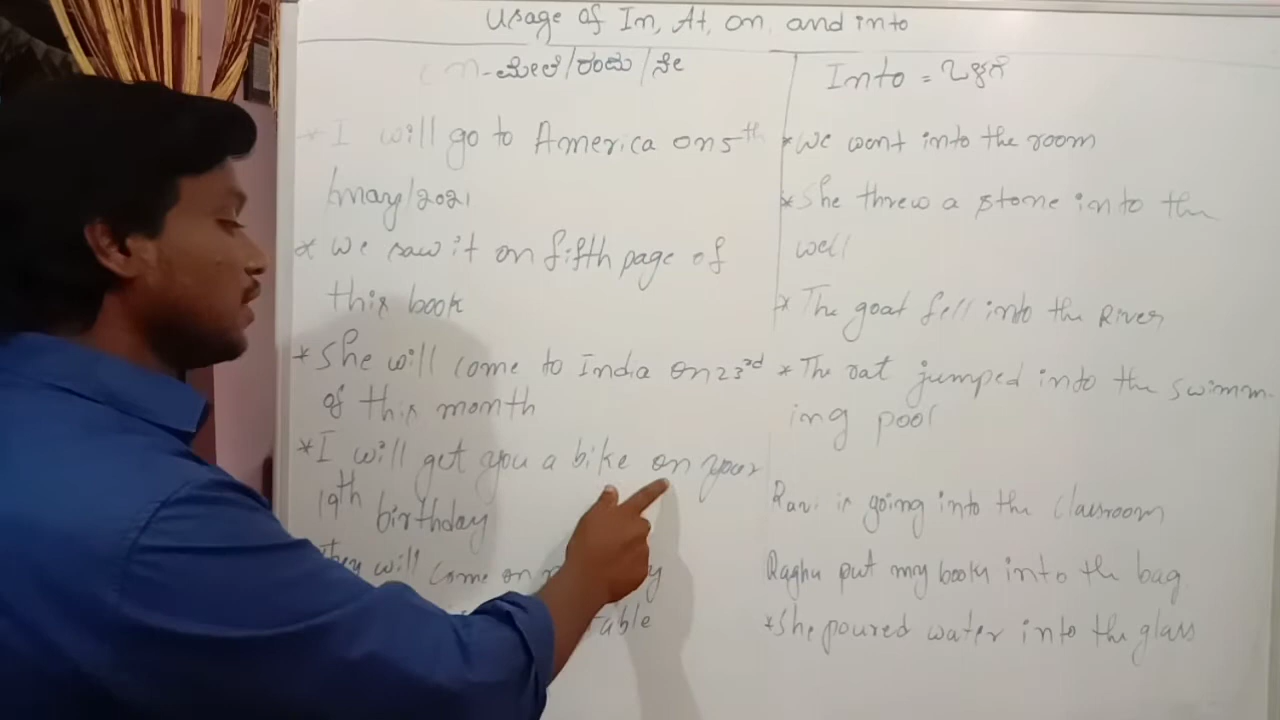 Usage of In, At, on, and into
on-ಮೇಲೆ/ರಂದು/ನೇ
* I will go to America on 5th
/may/2021
* We saw it on fifth page of
this book
* She will come to India on 23rd
of this month
* I will get you a bike on your
19th birthday
They will come on
table
Into = ಒಳಗೆ
* We went into the room
* She threw a stone into the
well
* The goat fell into the River
* The rat jumped into the swimm-
ing pool
Ravi is going into the classroom
Raghu put my books into the bag
* She poured water into the glass